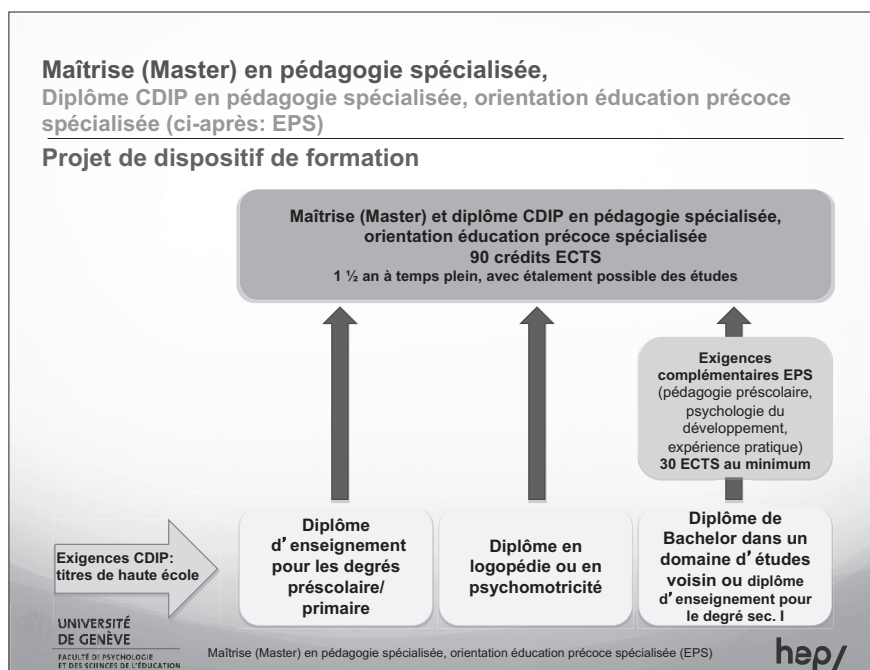 Maîtrise (Master) en pédagogie spécialisée,
Diplôme CDIP en pédagogie spécialisée, orientation éducation précoce
spécialisée (ci-après: EPS)
Projet de dispositif de formation
Maîtrise (Master) et diplôme CDIP en pédagogie spécialisée,
orientation éducation précoce spécialisée
90 crédits ECTS
1 ½ an à temps plein, avec étalement possible des études
Exigences
complémentaires EPS
(pédagogie préscolaire,
psychologie du
développement,
expérience pratique)
30 ECTS au minimum
Exigences CDIP:
titres de haute école
Diplôme
d'enseignement
pour les degrés
préscolaire/
primaire
Diplôme en
logopédie ou en
psychomotricité
Diplôme de
Bachelor dans un
domaine d'études
voisin ou diplôme
d'enseignement pour
le degré sec. I
UNIVERSITÉ
DE GENÈVE
FACULTÉ DE PSYCHOLOGIE
ET DES SCIENCES DE L'ÉDUCATION
Maîtrise (Master) en pédagogie spécialisée, orientation éducation précoce spécialisée (EPS)
hep/